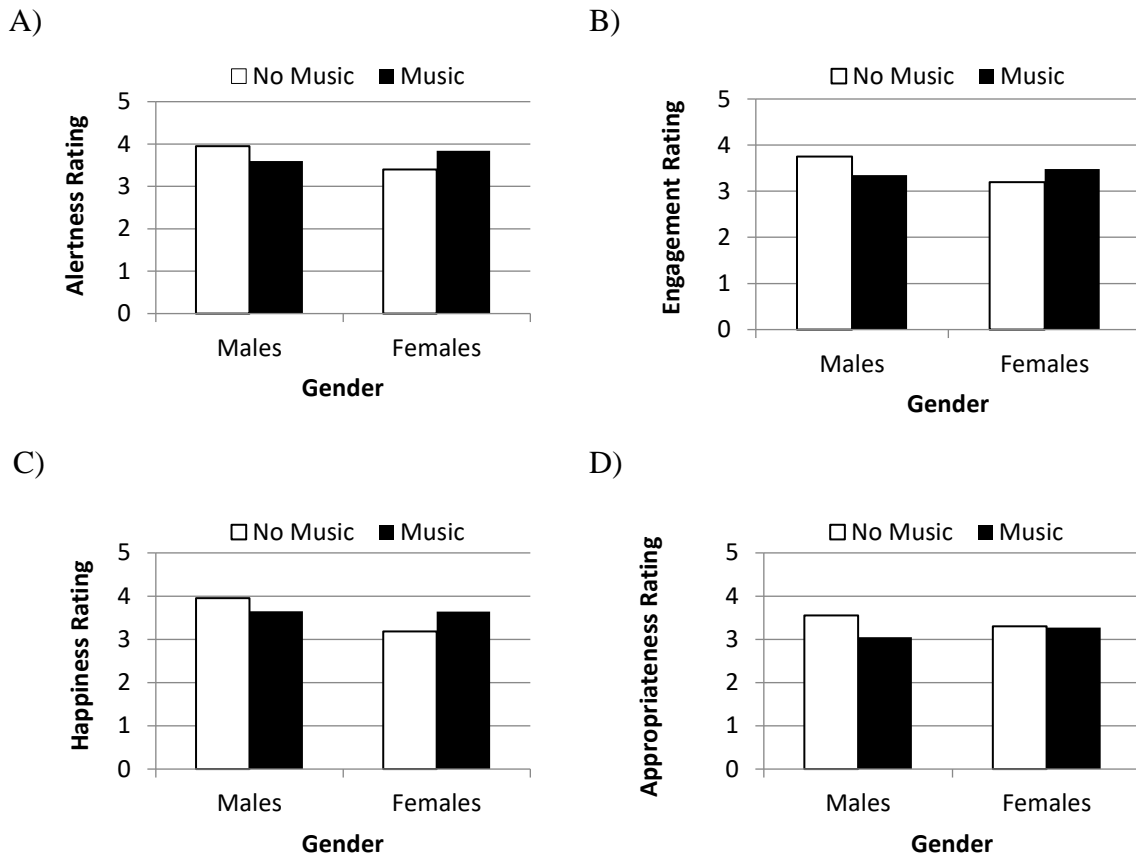 A)
No Music Music
Alertness Rating
5
4
3
2
1
0
Males Females
Gender
B)
No Music Music
Engagement Rating
5
4
3
2
1
0
Males Females
Gender
C)
No Music Music
Happiness Rating
5
4
3
2
1
0
Males Females
Gender
D)
No Music Music
Appropriateness Rating
5
4
3
2
1
0
Males Females
Gender